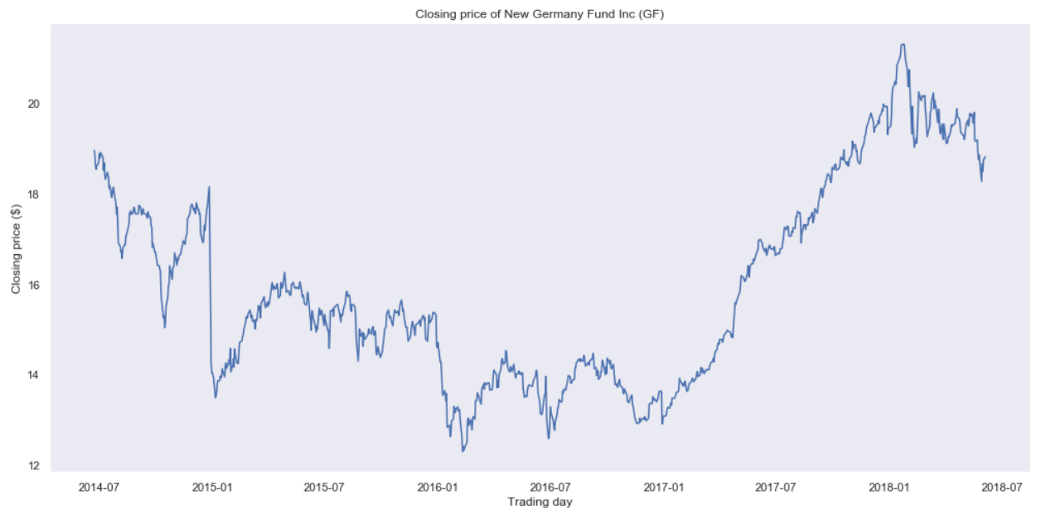 Closing price of New Germany Fund Inc (GF)
20
18
16
14
12
Closing price ($)
2014-07 2015-01 2015-07 2016-01 2016-07 2017-01 2017-07 2018-01 2018-07
Trading day